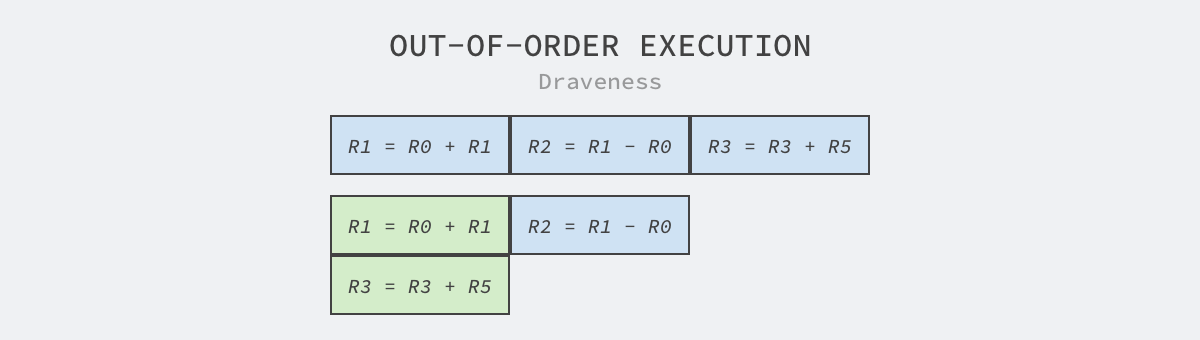 OUT-OF-ORDER EXECUTION
Draveness
R1 = R0 + R1 R2 = R1 - R0 R3 = R3 + R5
R1 = R0 + R1 R2 = R1 - R0
R3 = R3 + R5